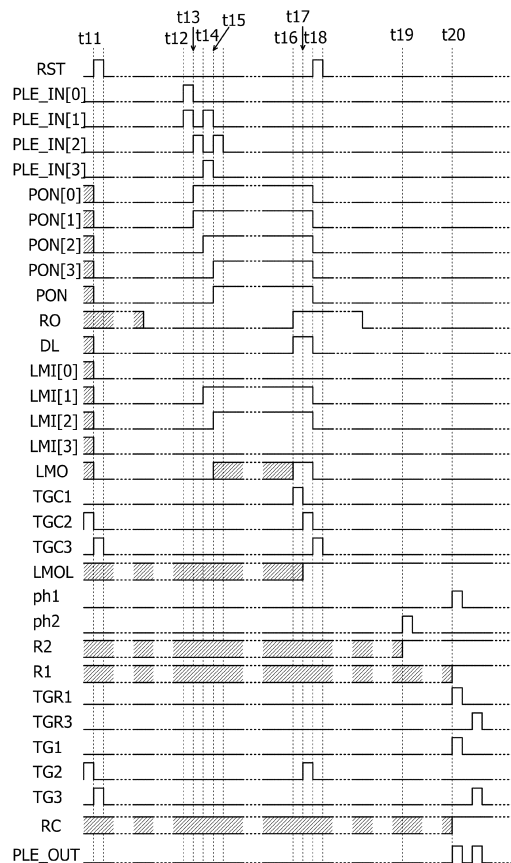 t13
t17
t11
t12
t14
t15
t16
t18
t19
t20
RST
PLE_IN[0]
PLE_IN[1]
PLE_IN[2]
PLE_IN[3]
PON[0]
PON[1]
PON[2]
PON[3]
PON
RO
DL
LMI[0]
LMI[1]
LMI[2]
LMI[3]
LMO
TGC1
TGC2
TGC3
LMOL
ph1
ph2
R2
R1
TGR1
TGR3
TG1
TG2
TG3
RC
PLE_OUT